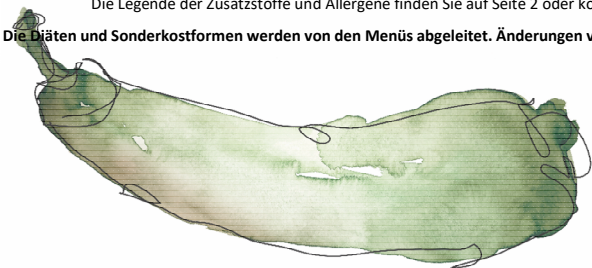 Die Legende der Zusatzstoffe und Allergene finden Sie auf Seite 2 oder
Die Diäten und Sonderkostformen werden von den Menüs abgeleitet. Änderungen